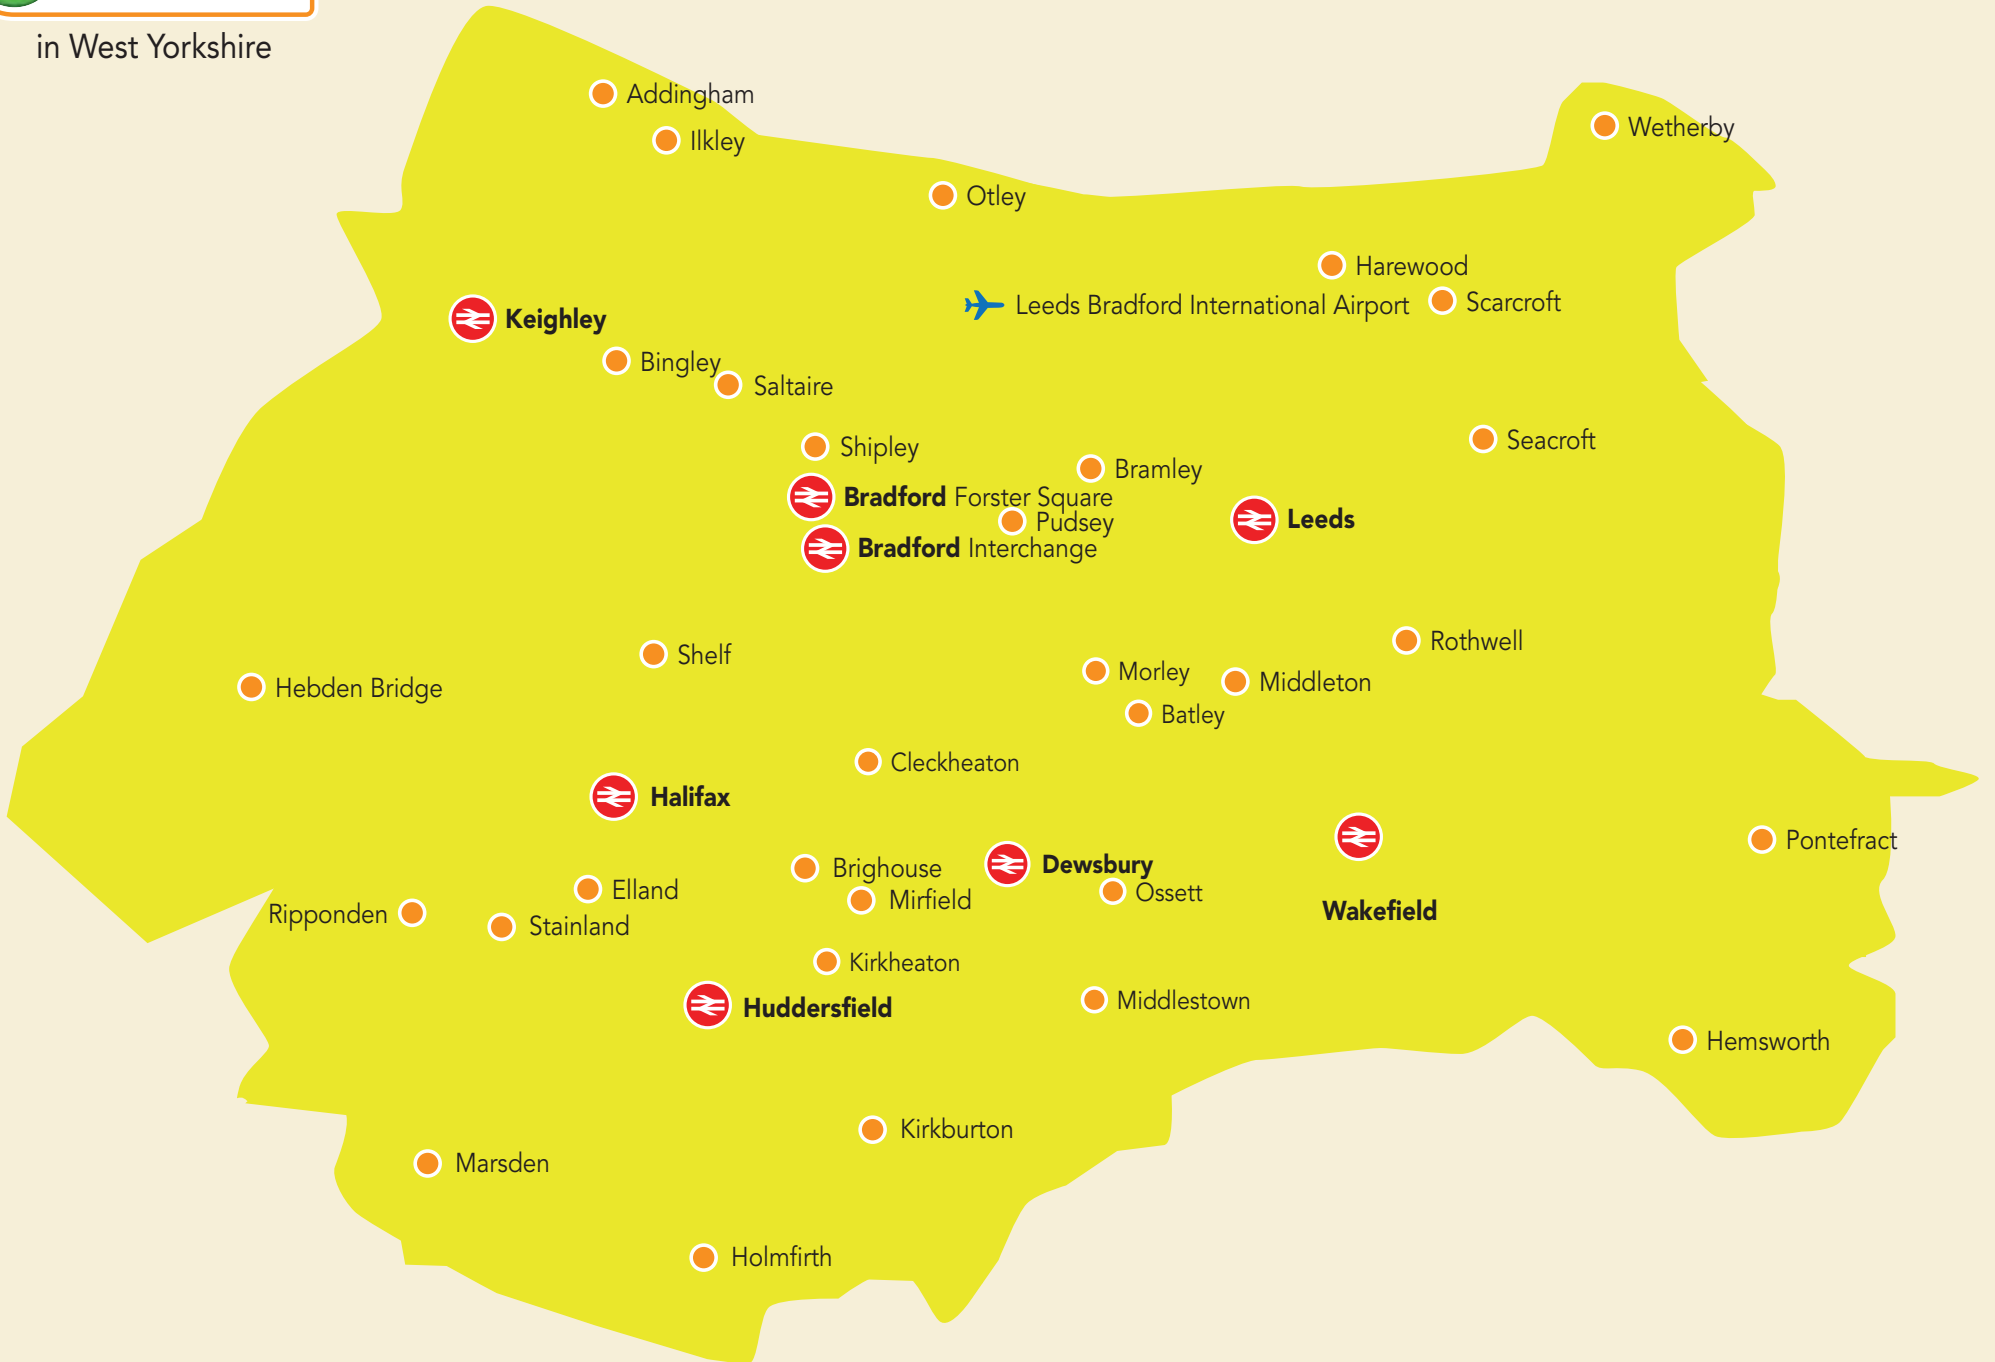 in West Yorkshire
Addingham
Wetherby
Ilkley
Otley
Harewood
Leeds Bradford International Airport
Scarcroft
Keighley
Bingley
Saltaire
Seacroft
Shipley
Bramley
Bradford Forster Square
Leeds
Pudsey
Bradford Interchange
Rothwell
Shelf
Morley
Middleton
Hebden Bridge
Batley
Cleckheaton
Halifax
Pontefract
Dewsbury
Brighouse
Elland
Ossett
Mirfield
Wakefield
Ripponden
Stainland
Kirkheaton
Middlestown
Huddersfield
Hemsworth
Kirkburton
Marsden
Holmfirth